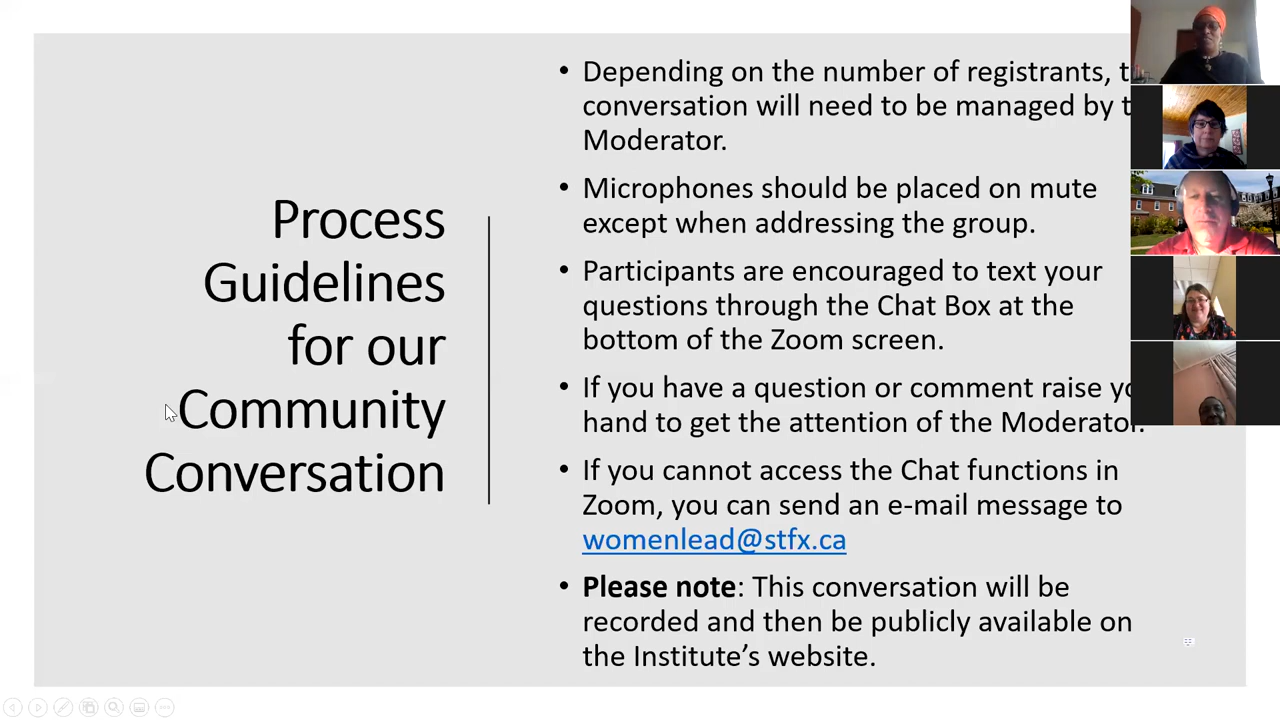 Process
Guidelines
for our
Community
Conversation
• Depending on the number of registrants,
conversation will need to be managed by
Moderator.
• Microphones should be placed on mute
except when addressing the group.
• Participants are encouraged to text your
questions through the Chat Box at the
bottom of the Zoom screen.
• If you have a question or comment raise
hand to get the attention of the Moderator.
• If you cannot access the Chat functions in
Zoom, you can send an e-mail message to
womenlead@stfx.ca
• Please note: This conversation will be
recorded and then be publicly available on
the Institute's website.